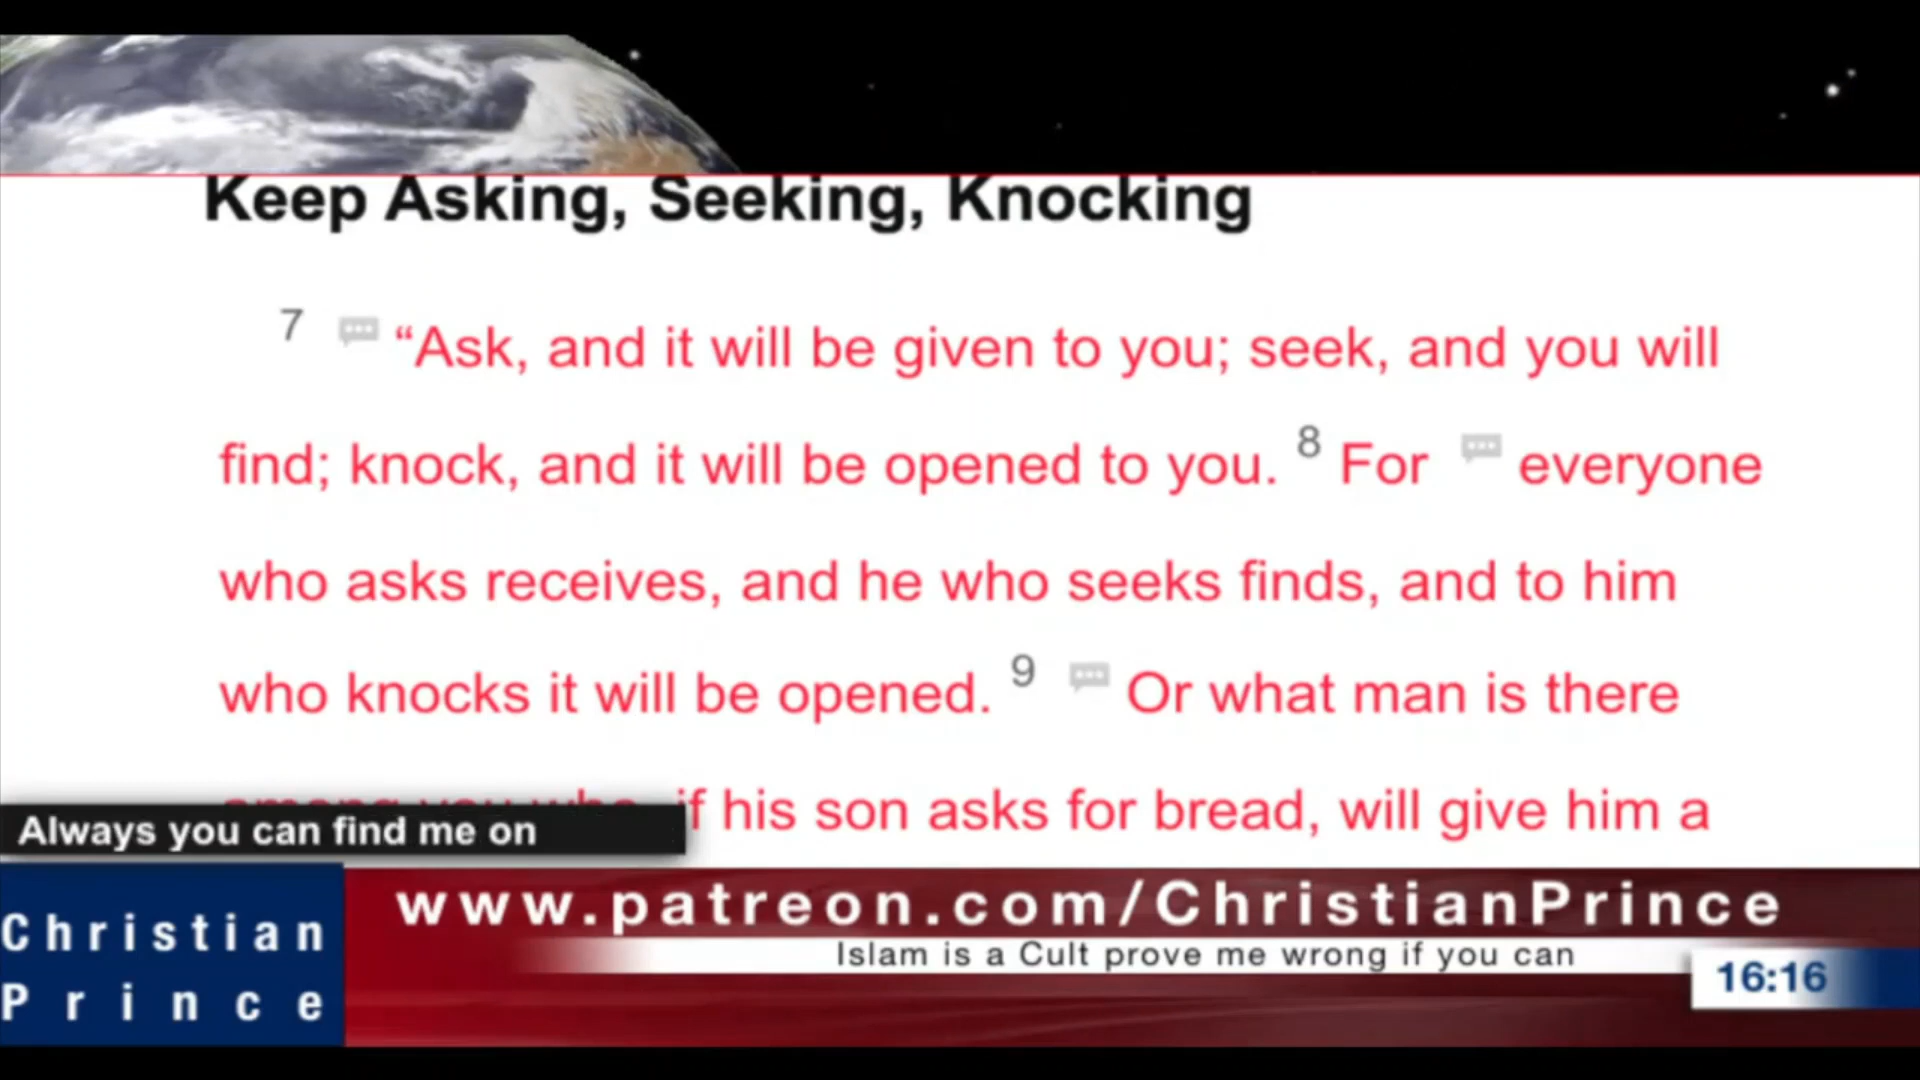 Keep Asking, Seeking, Knocking
7 “Ask, and it will be given to you; seek, and you will
find; knock, and it will be opened to you. 8 For everyone
who asks receives, and he who seeks finds, and to him
who knocks it will be opened. 9 Or what man is there
among you who, if his son asks for bread, will give him a
Always you can find me on
Christian
Prince
www.patreon.com/ChristianPrince
Islam is a Cult prove me wrong if you can
16:16